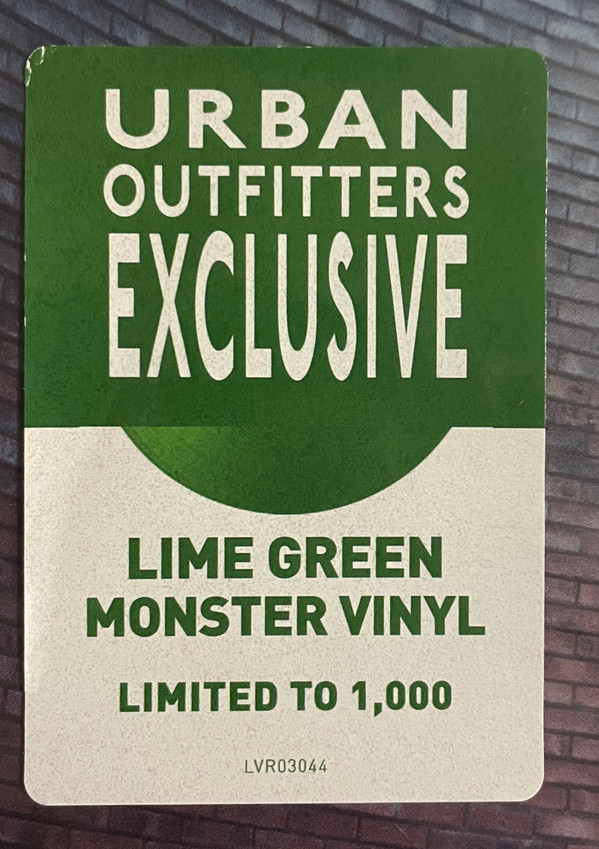 URBAN
OUTFITTERS
EXCLUSIVE
LIME GREEN
MONSTER VINYL
LIMITED TO 1,000
LVR03044